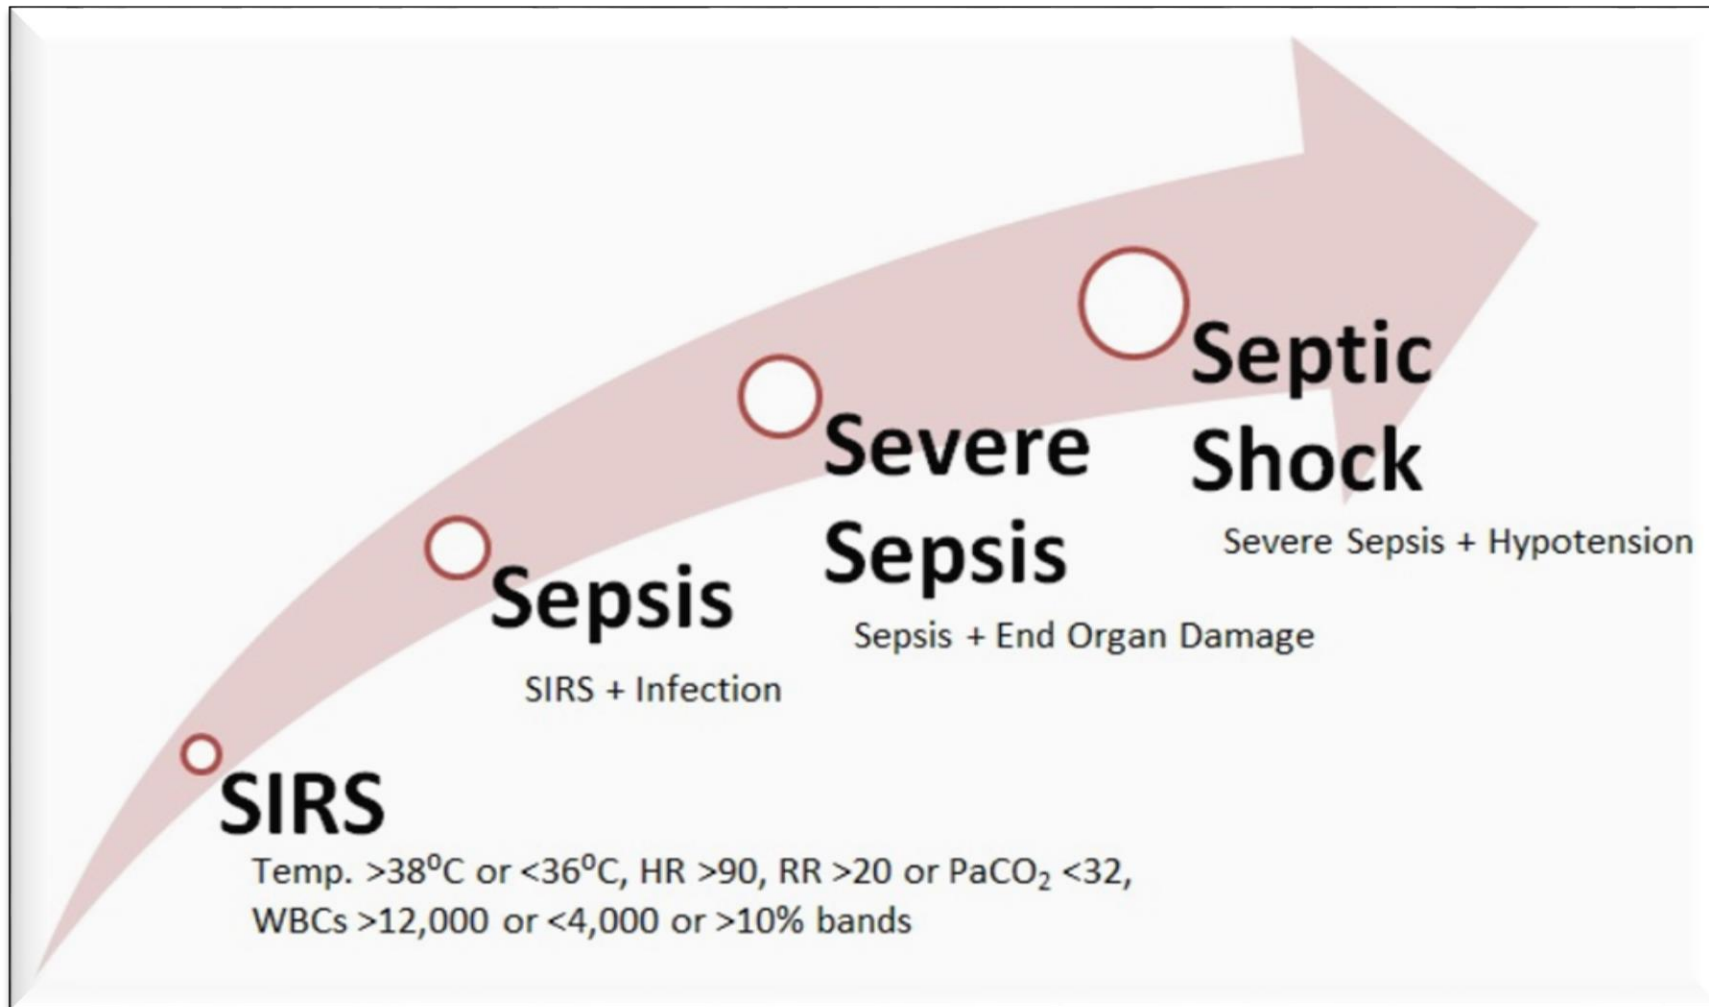 SIRS
Temp. >38⁰C or <36⁰C, HR >90, RR >20 or PaCO₂ <32,
WBCs >12,000 or <4,000 or >10% bands
Sepsis
SIRS + Infection
Severe
Sepsis
Sepsis + End Organ Damage
Septic
Shock
Severe Sepsis + Hypotension